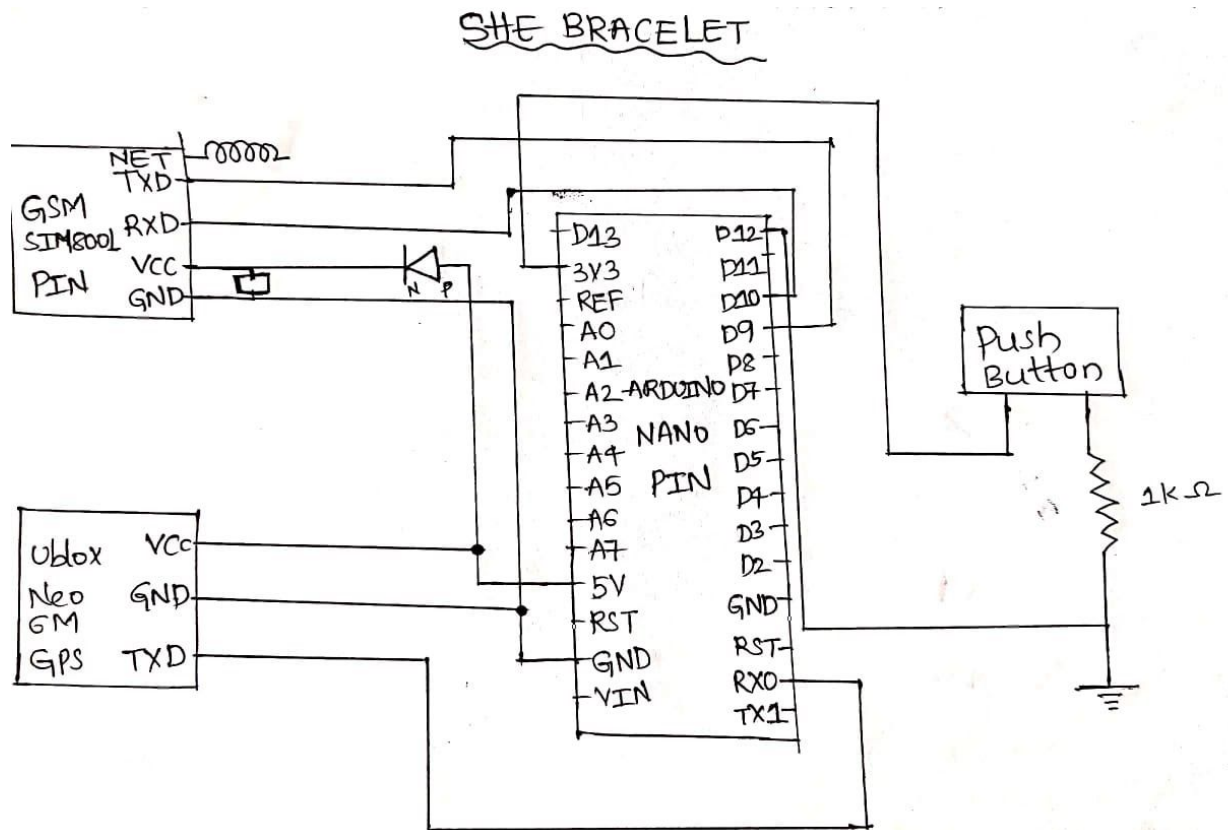 SHE BRACELET
NET
TXD
GSM
SIM800L
RXD
VCC
PIN
GND
N P
D13
3V3
REF
A0
A1
A2
A3
A4
A5
A6
A7
5V
RST
GND
VIN
ARDUINO
NANO
PIN
D12
D11
D10
D9
D8
D7
D6
D5
D4
D3
D2
GND
RST
RX0
TX1
Push
Button
1K Ω
Ublox
Neo
6M
GPS
VCC
GND
TXD